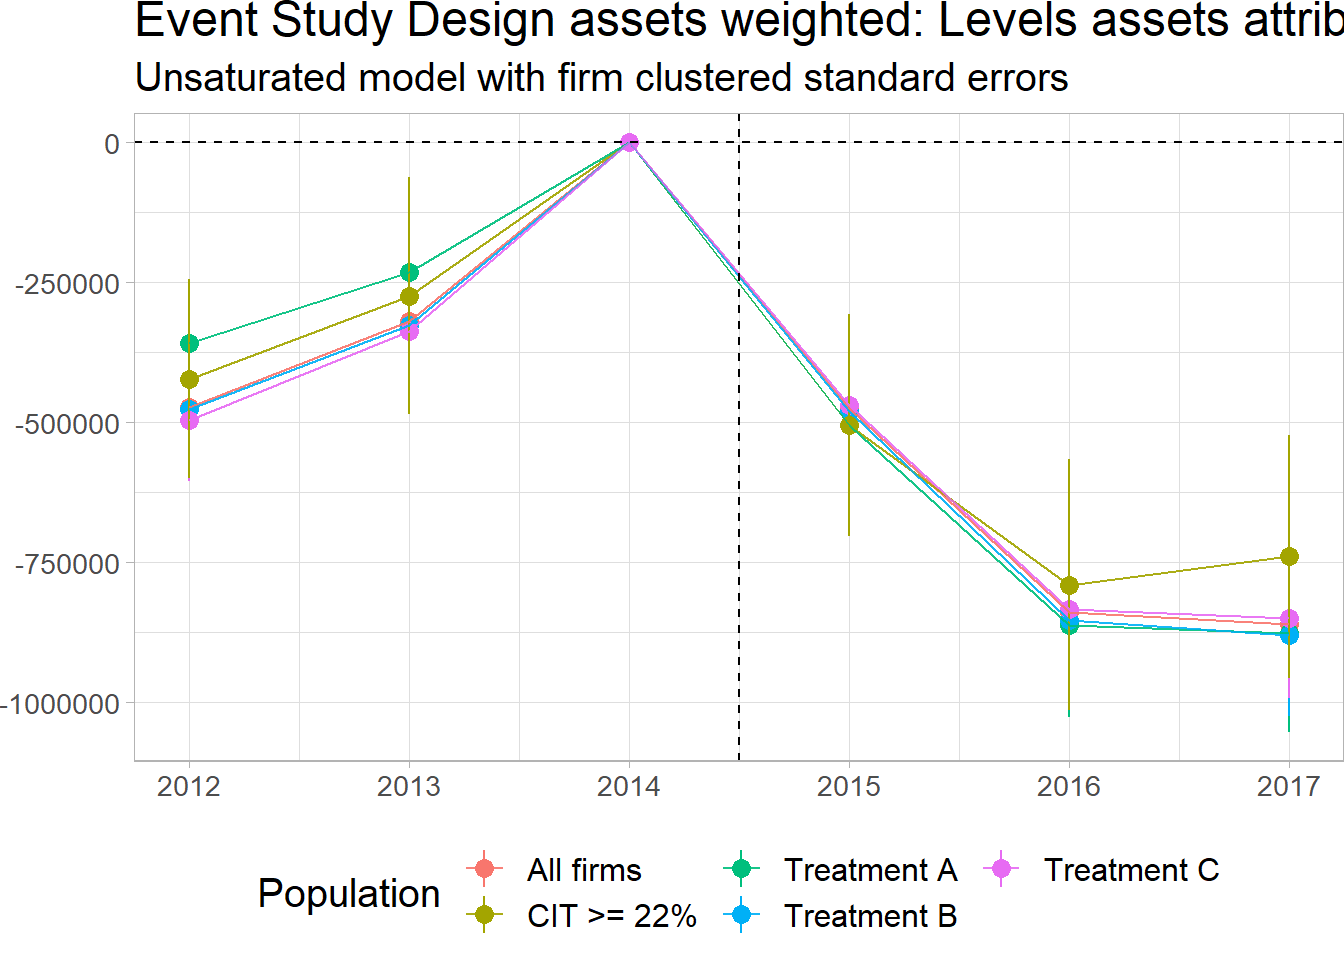 Event Study Design assets weighted: Levels assets attrib
Unsaturated model with firm clustered standard errors
0
-250000
-500000
-750000
-1000000
2012 2013 2014 2015 2016 2017
Population
All firms Treatment A Treatment C
CIT >= 22% Treatment B